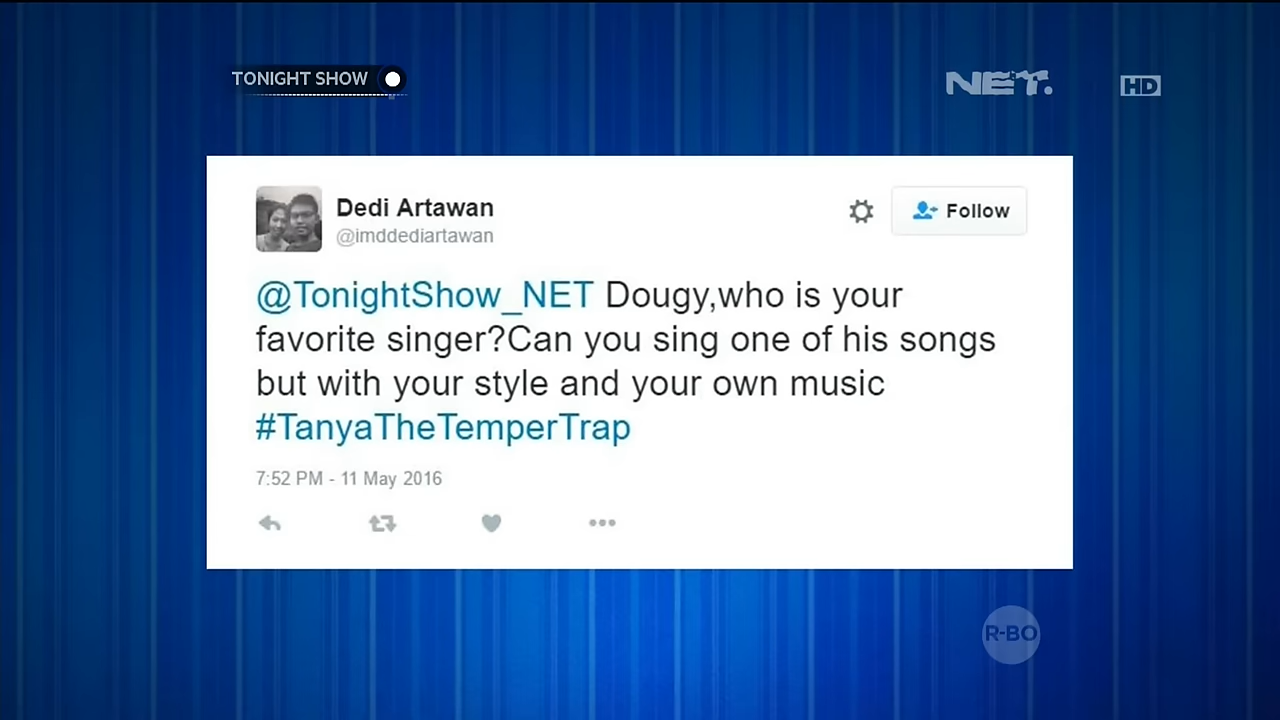 TONIGHT SHOW
NET.
HD
Dedi Artawan
@imddediartawan
Follow
@TonightShow_NET Dougy,who is your
favorite singer?Can you sing one of his songs
but with your style and your own music
#TanyaTheTemperTrap
7:52 PM - 11 May 2016
R-BO